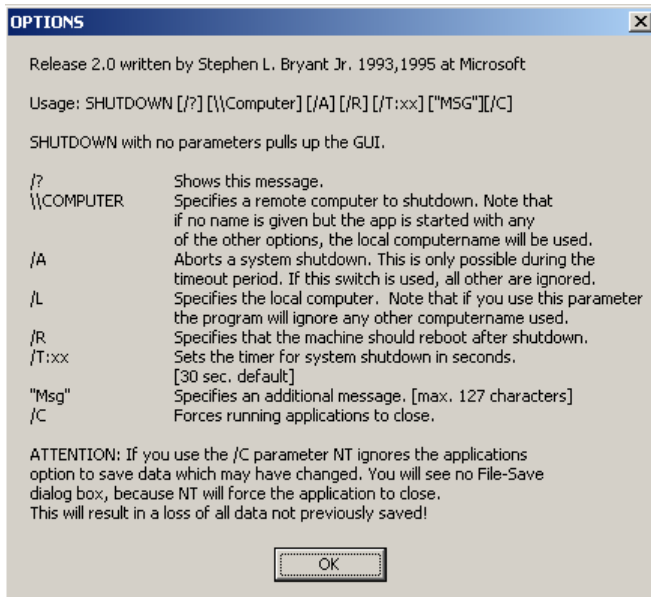 OPTIONS
Release 2.0 written by Stephen L. Bryant Jr. 1993,1995 at Microsoft
Usage: SHUTDOWN [/?] [\\Computer] [/A] [/R] [/T:xx] ["MSG"][/C]
SHUTDOWN with no parameters pulls up the GUI.
/? Shows this message.
\\COMPUTER Specifies a remote computer to shutdown. Note that
if no name is given but the app is started with any
of the other options, the local computername will be used.
/A Aborts a system shutdown. This is only possible during the
timeout period. If this switch is used, all other are ignored.
/L Specifies the local computer. Note that if you use this parameter
the program will ignore any other computername used.
/R Specifies that the machine should reboot after shutdown.
/T:xx Sets the timer for system shutdown in seconds.
[30 sec. default]
"Msg" Specifies an additional message. [max. 127 characters]
/C Forces running applications to close.
ATTENTION: If you use the /C parameter NT ignores the applications
option to save data which may have changed. You will see no File-Save
dialog box, because NT will force the application to close.
This will result in a loss of all data not previously saved!
OK